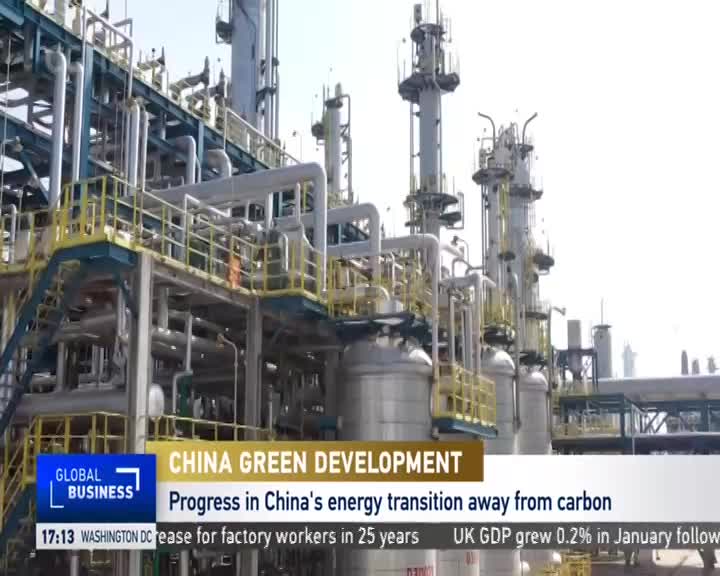 CHINA GREEN DEVELOPMENT
GLOBAL
BUSINESS
Progress in China's energy transition away from carbon
17:13 WASHINGTON DC rease for factory workers in 25 years UK GDP grew 0.2% in January follow